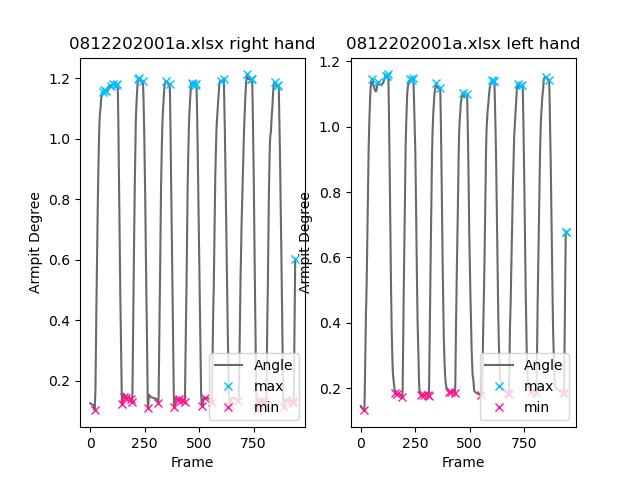 0812202001a.xlsx right hand
1.2
1.0
0.8
0.6
0.4
0.2
Armpit Degree
0 250 500 750
Frame
Angle
max
min
0812202001a.xlsx left hand
1.2
1.0
0.8
0.6
0.4
0.2
Armpit Degree
0 250 500 750
Frame
Angle
max
min